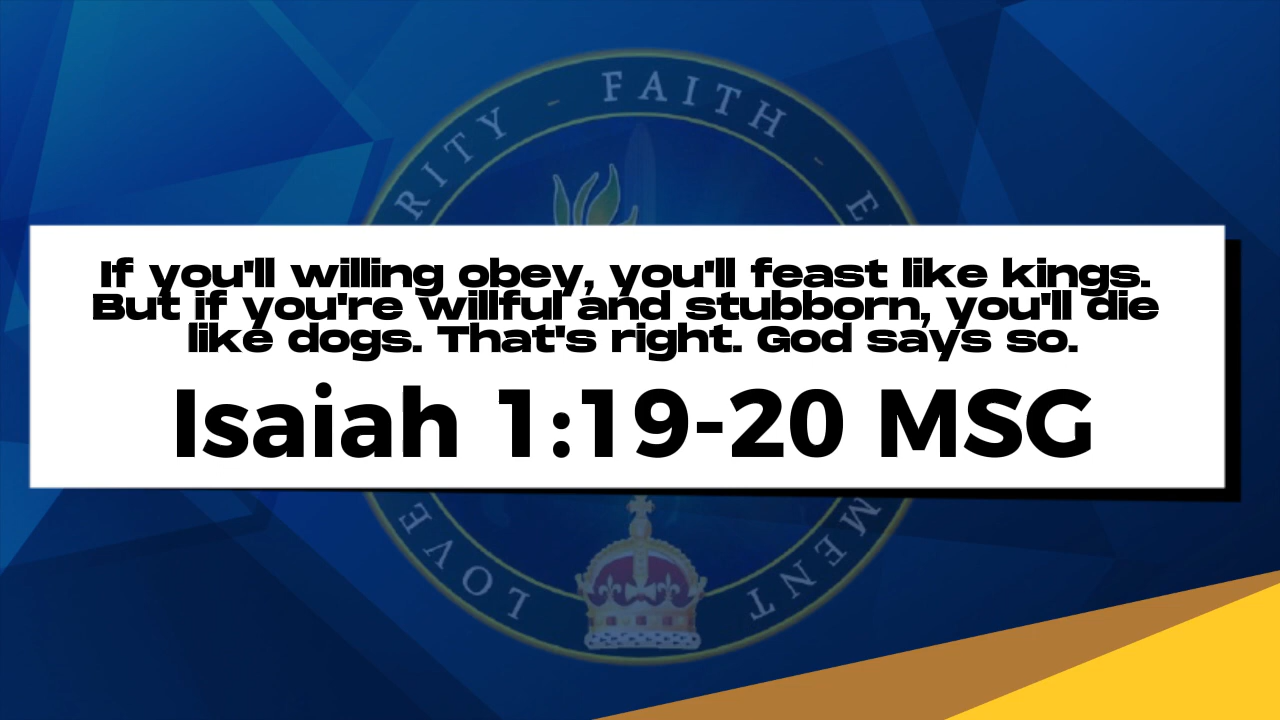 RITY - FAITH - E
If you'll willing obey, you'll feast like kings.
But if you're willful and stubborn, you'll die
like dogs. That's right. God says so.
Isaiah 1:19-20 MSG
LOVE
MENT